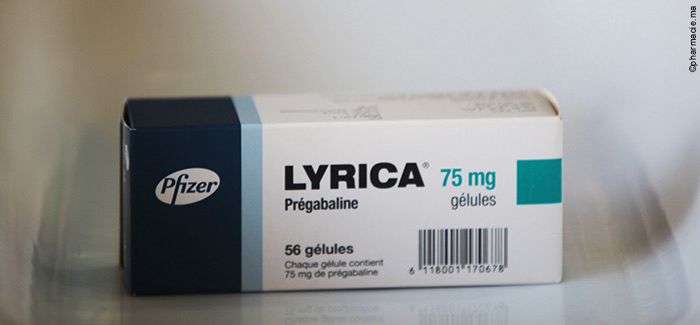 ©pharmacie.ma
Pfizer
LYRICA® 75 mg
Prégabaline gélules
56 gélules
Chaque gélule contient
75 mg de prégabaline
6 118001 170678